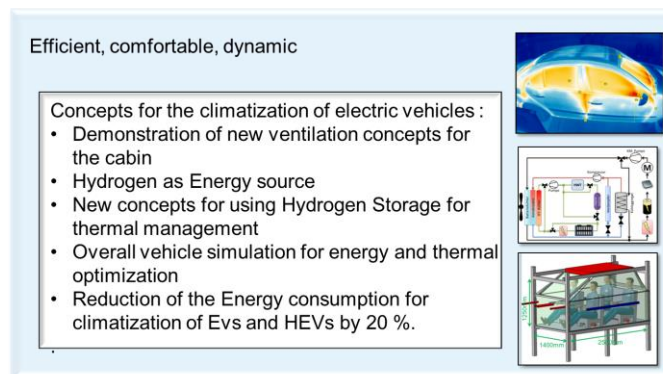 Efficient, comfortable, dynamic
Concepts for the climatization of electric vehicles :
• Demonstration of new ventilation concepts for
the cabin
• Hydrogen as Energy source
• New concepts for using Hydrogen Storage for
thermal management
• Overall vehicle simulation for energy and thermal
optimization
• Reduction of the Energy consumption for
climatization of Evs and HEVs by 20 %.
M
1400mm